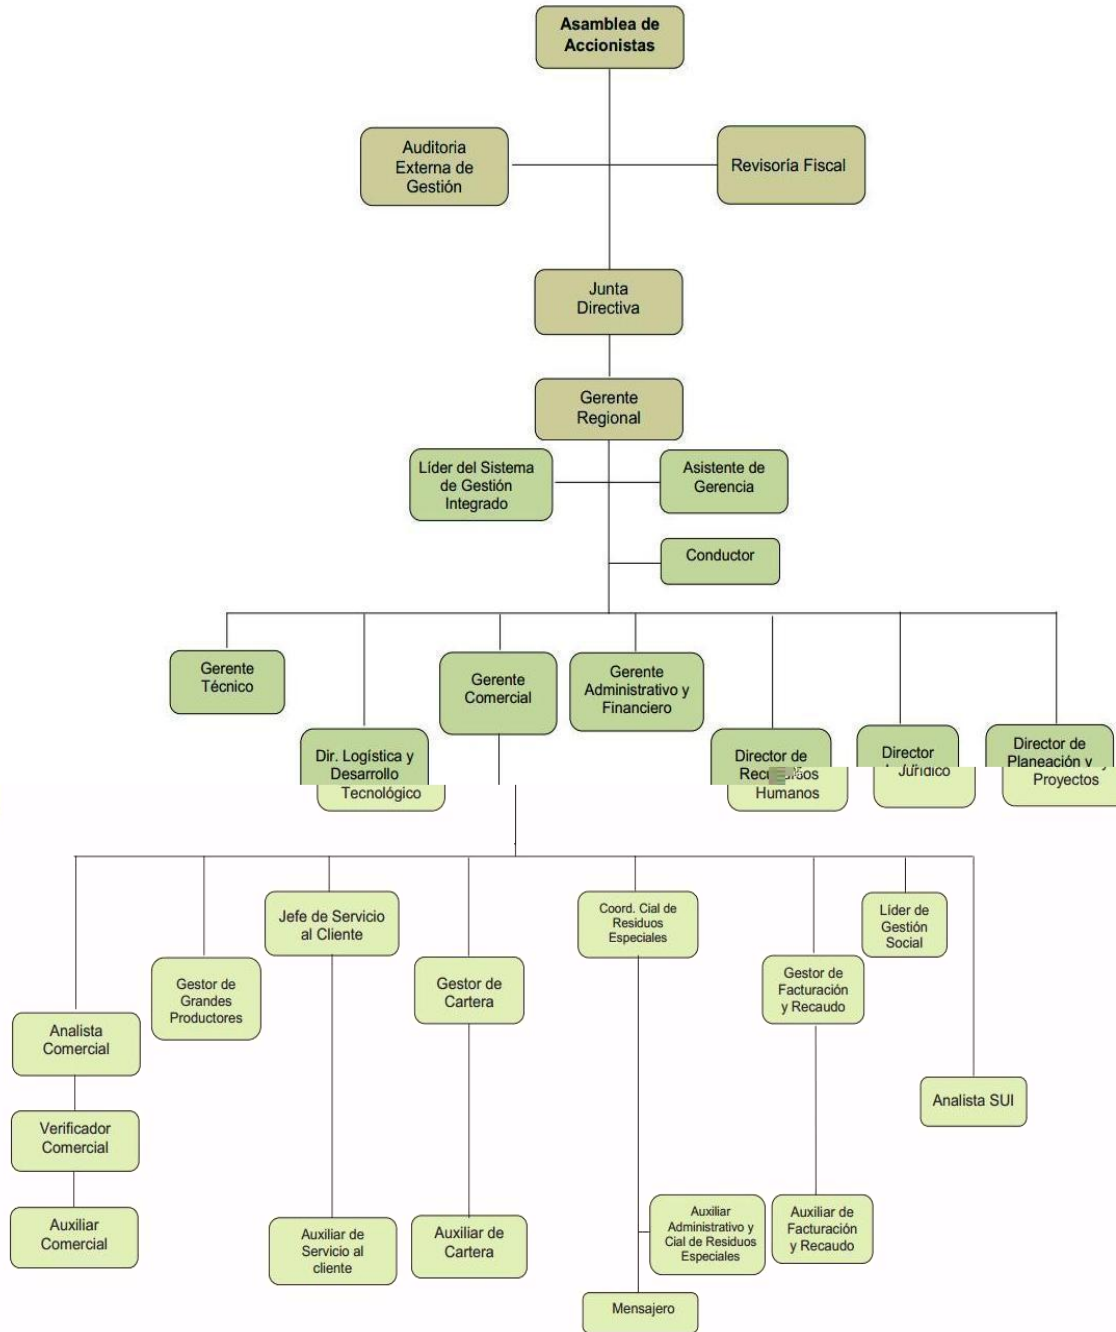 Asamblea de
Accionistas
Auditoria
Externa de
Gestión
Revisoría Fiscal
Junta
Directiva
Gerente
Regional
Líder del Sistema
de Gestión
Integrado
Asistente de
Gerencia
Conductor
Gerente
Técnico
Gerente
Comercial
Gerente
Administrativo y
Financiero
Dir. Logística y
Desarrollo
Tecnológico
Director de
Humanos
Director
Jurídico
Director de
Planeación y
Proyectos
Jefe de Servicio
al Cliente
Coord. Cial de
Residuos
Especiales
Líder de
Gestión
Social
Gestor de
Grandes
Productores
Gestor de
Cartera
Gestor de
Facturación
y Recaudo
Analista
Comercial
Analista SUI
Verificador
Comercial
Auxiliar
Comercial
Auxiliar de
Servicio al
cliente
Auxiliar de
Cartera
Auxiliar
Administrativo y
Cial de Residuos
Especiales
Auxiliar de
Facturación
y Recaudo
Mensajero